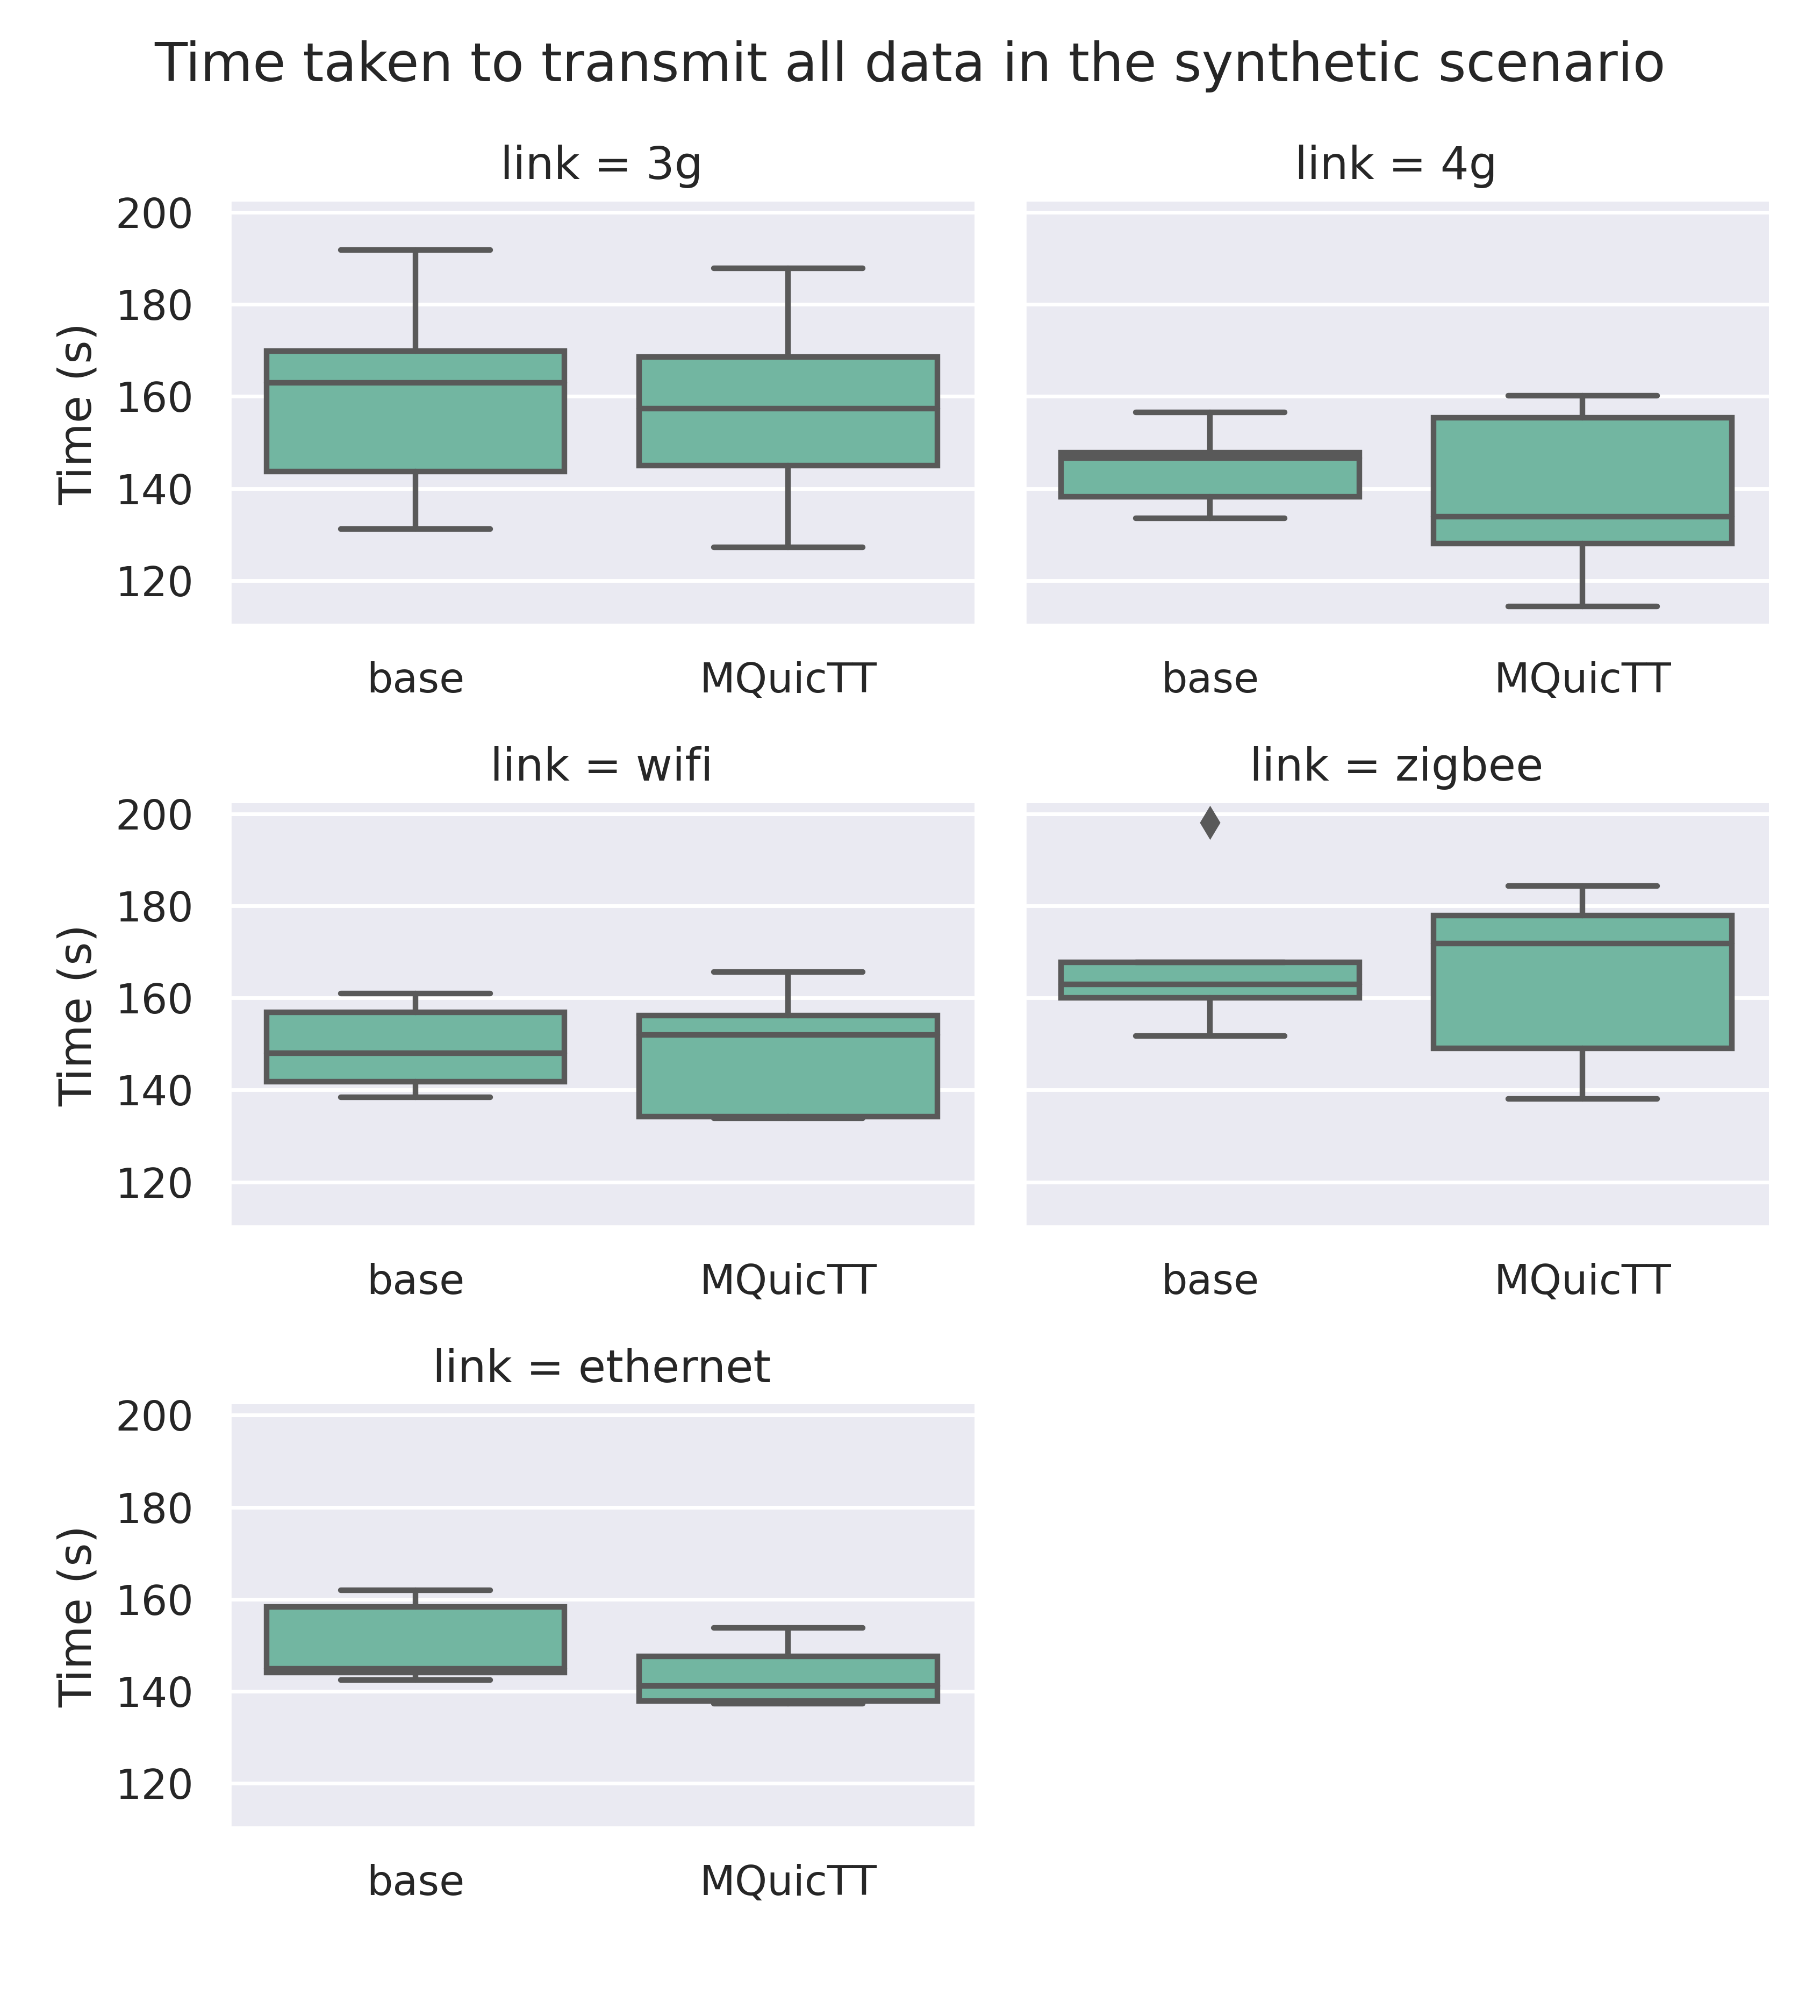 Time taken to transmit all data in the synthetic scenario
link = 3g
link = 4g
Time (s)
200
180
160
140
120
base
MQuicTT
base
MQuicTT
link = wifi
link = zigbee
Time (s)
200
180
160
140
120
base
MQuicTT
base
MQuicTT
link = ethernet
Time (s)
200
180
160
140
120
base
MQuicTT